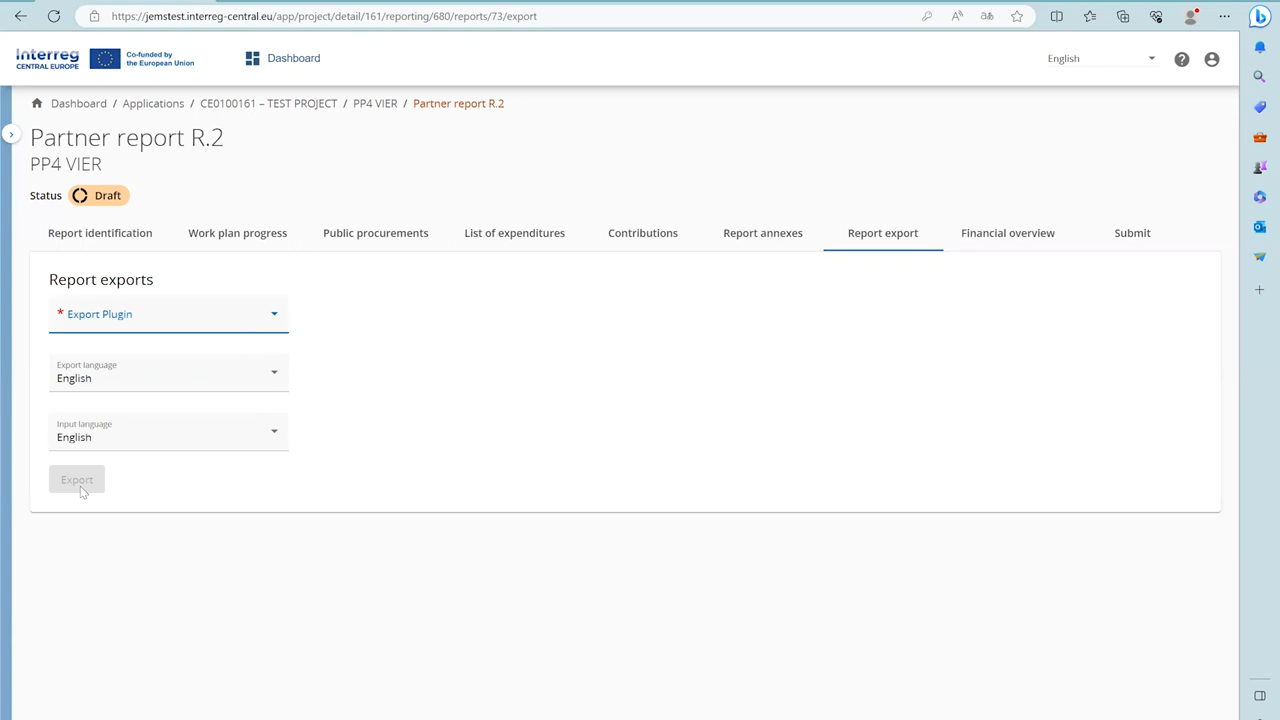 https://jemstest.interreg-central.eu/app/project/detail/161/reporting/680/reports/73/export
Interreg
CENTRAL EUROPE
Co-funded by
the European Union
Dashboard
English
Dashboard / Applications / CE0100161 – TEST PROJECT / PP4 VIER / Partner report R.2
Partner report R.2
PP4 VIER
Status Draft
Report identification Work plan progress Public procurements List of expenditures Contributions Report annexes Report export Financial overview Submit
Report exports
* Export Plugin
Export language
English
Input language
English
Export